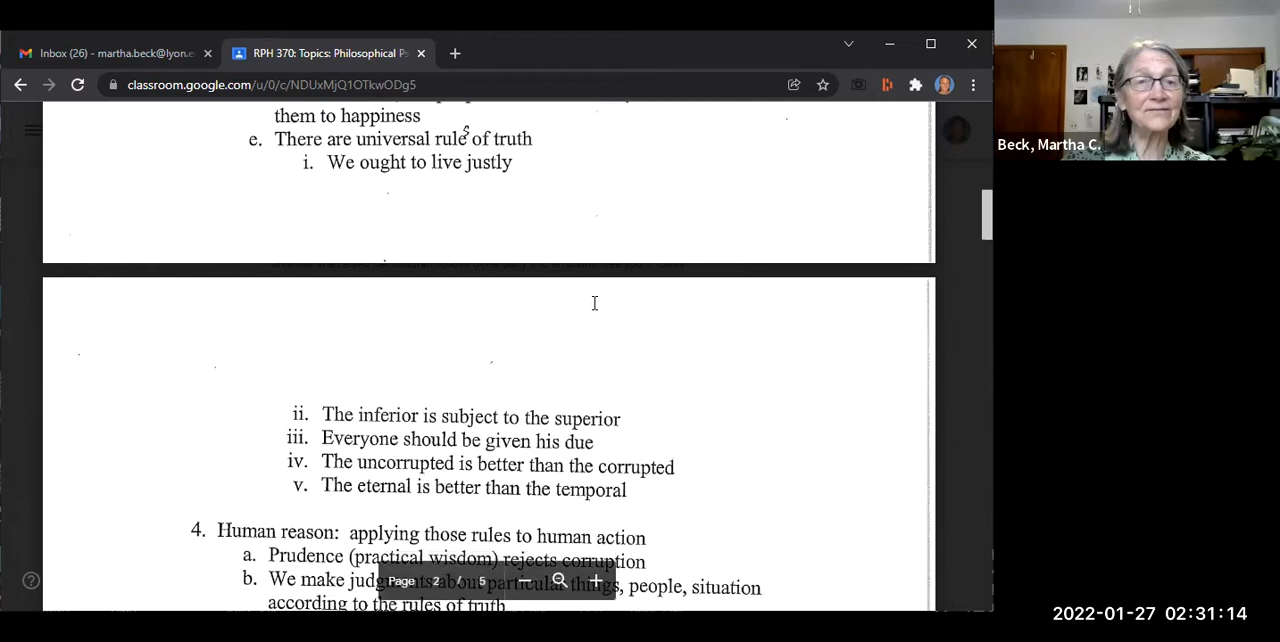 Inbox (26) - martha.beck@lyon.e
RPH 370: Topics: Philosophical P
classroom.google.com/u/0/c/NDUxMjQ1OTkwODg5
them to happiness
e. There are universal rule s of truth
i. We ought to live justly
ii. The inferior is subject to the superior
iii. Everyone should be given his due
iv. The uncorrupted is better than the corrupted
v. The eternal is better than the temporal
4. Human reason: applying those rules to human action
a. Prudence (practical wisdom) rejects corruption
b. We make judgments about particular things, people, situation
according to the rules of truth
Page 2 / 5
Beck, Martha C.
2022-01-27 02:31:14